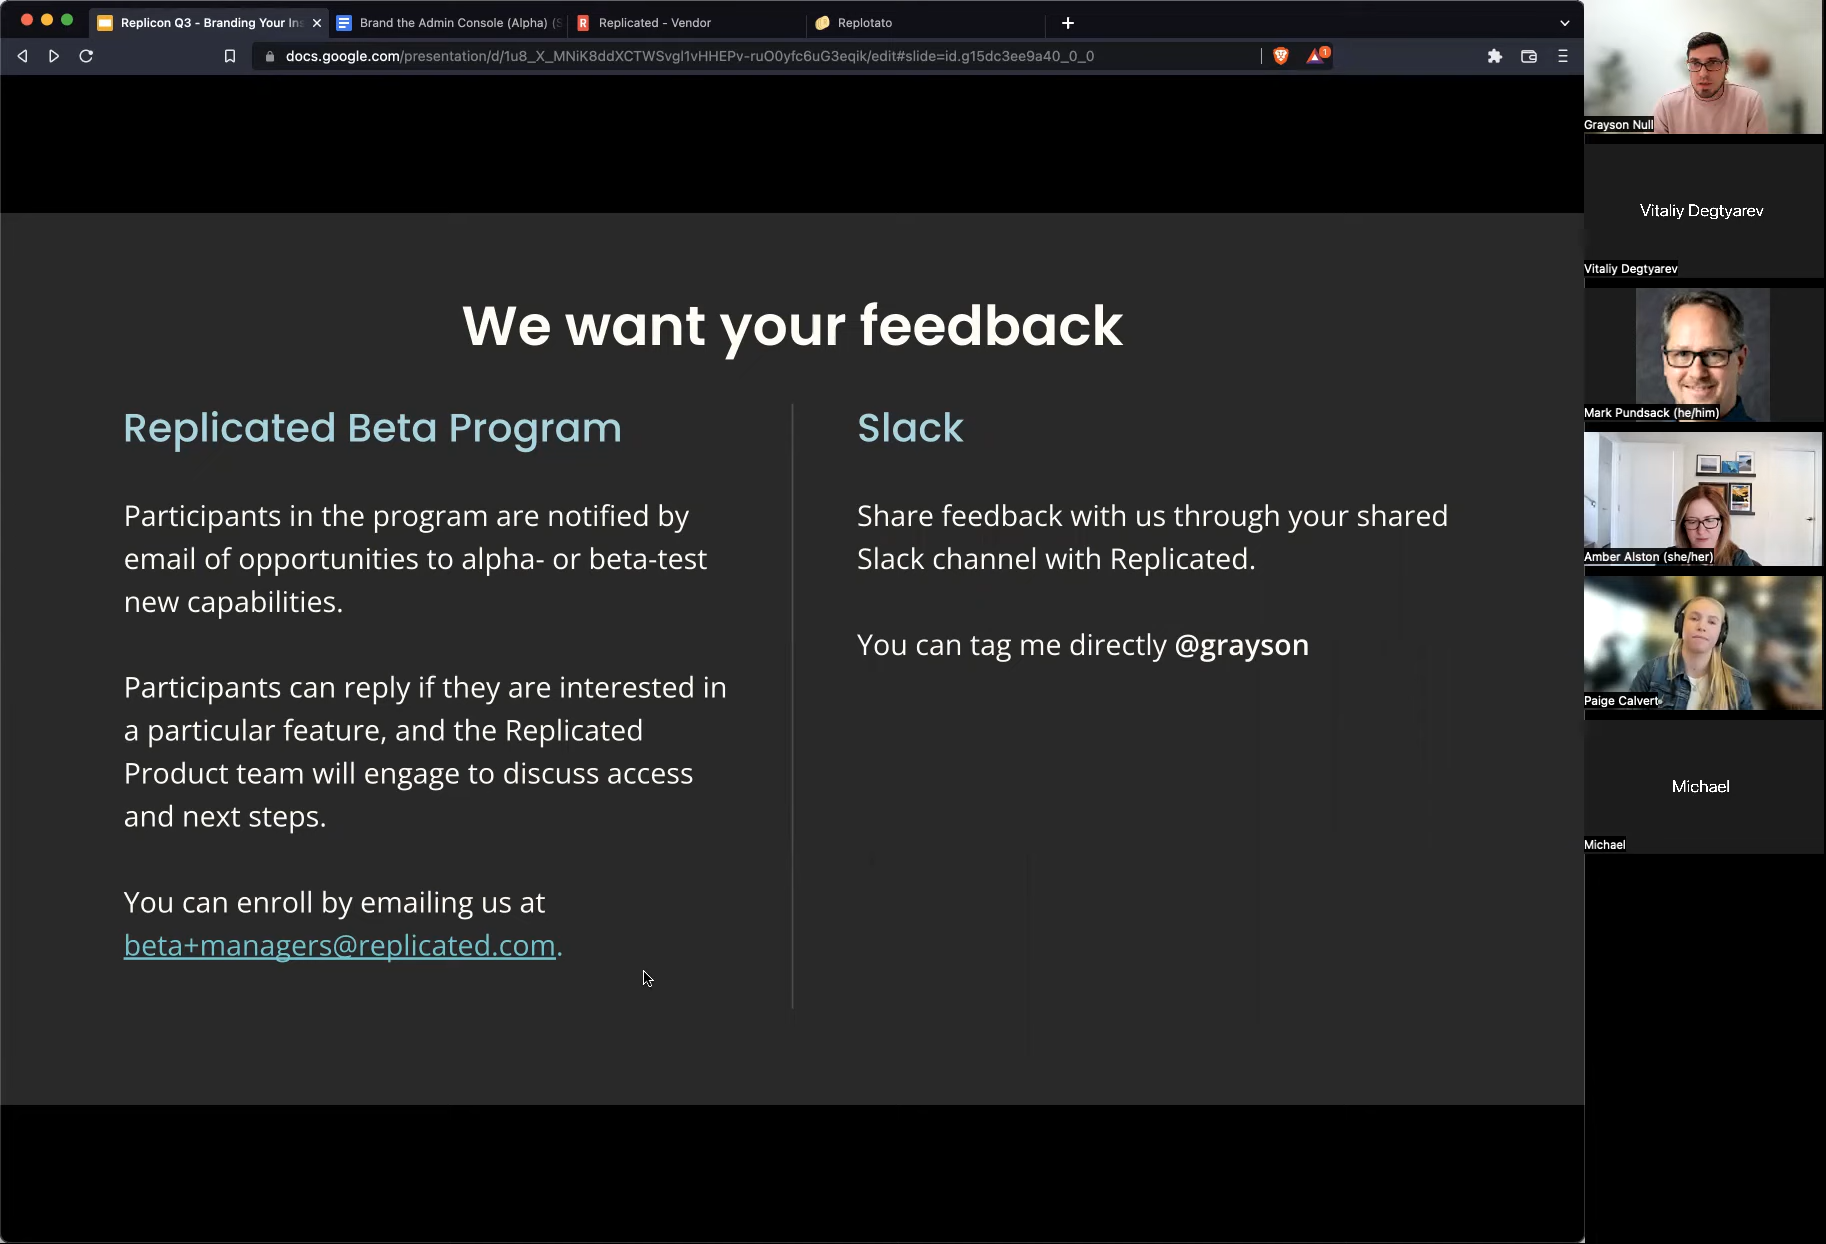 Replicon Q3 - Branding Your Ins
Brand the Admin Console (Alpha) (S
Replicated - Vendor
Replotato
docs.google.com/presentation/d/1u8_X_MNiK8ddXCTWSvgl1vHHEPv-ruO0yfc6uG3eqik/edit#slide=id.g15dc3ee9a40_0_0
1
We want your feedback
Replicated Beta Program
Participants in the program are notified by
email of opportunities to alpha- or beta-test
new capabilities.
Participants can reply if they are interested in
a particular feature, and the Replicated
Product team will engage to discuss access
and next steps.
You can enroll by emailing us at
beta+managers@replicated.com.
Slack
Share feedback with us through your shared
Slack channel with Replicated.
You can tag me directly @grayson
Grayson Null
Vitaliy Degtyarev
Vitaliy Degtyarev
Mark Pundsack (he/him)
Amber Alston (she/her)
Paige Calvert
Michael
Michael